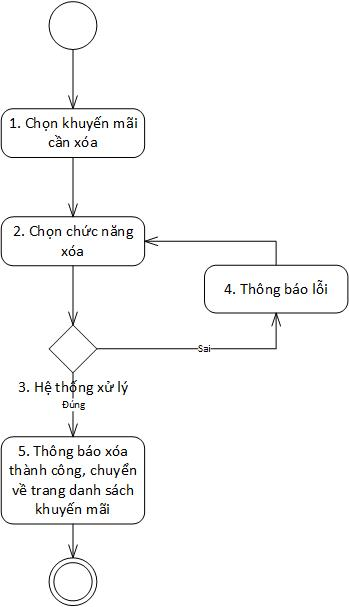 1. Chọn khuyến mãi
cần xóa
2. Chọn chức năng
xóa
4. Thông báo lỗi
Sai
3. Hệ thống xử lý
Đúng
5. Thông báo xóa
thành công, chuyển
về trang danh sách
khuyến mãi